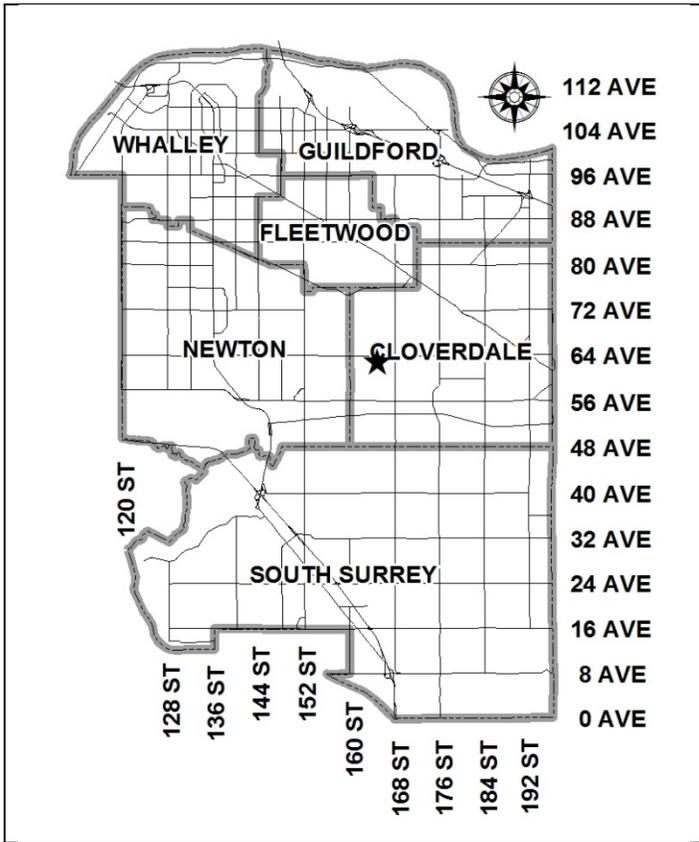 112 AVE
104 AVE
WHALLEY
GUILDFORD
96 AVE
88 AVE
FLEETWOOD
80 AVE
72 AVE
NEWTON
CLOVERDALE
64 AVE
56 AVE
48 AVE
120 ST
40 AVE
32 AVE
SOUTH SURREY
24 AVE
16 AVE
8 AVE
0 AVE
128 ST
136 ST
144 ST
152 ST
160 ST
168 ST
176 ST
184 ST
192 ST